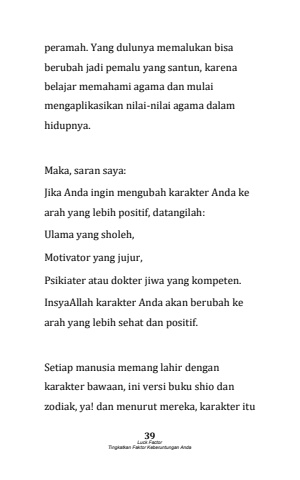 peramah. Yang dulunya memalukan bisa
berubah jadi pemalu yang santun, karena
belajar memahami agama dan mulai
mengaplikasikan nilai-nilai agama dalam
hidupnya.
Maka, saran saya:
Jika Anda ingin mengubah karakter Anda ke
arah yang lebih positif, datangilah:
Ulama yang sholeh,
Motivator yang jujur,
Psikiater atau dokter jiwa yang kompeten.
InsyaAllah karakter Anda akan berubah ke
arah yang lebih sehat dan positif.
Setiap manusia memang lahir dengan
karakter bawaan, ini versi buku shio dan
zodiak, ya! dan menurut mereka, karakter itu
39
Luck Factor
Tingkatkan Faktor Keberuntungan Anda